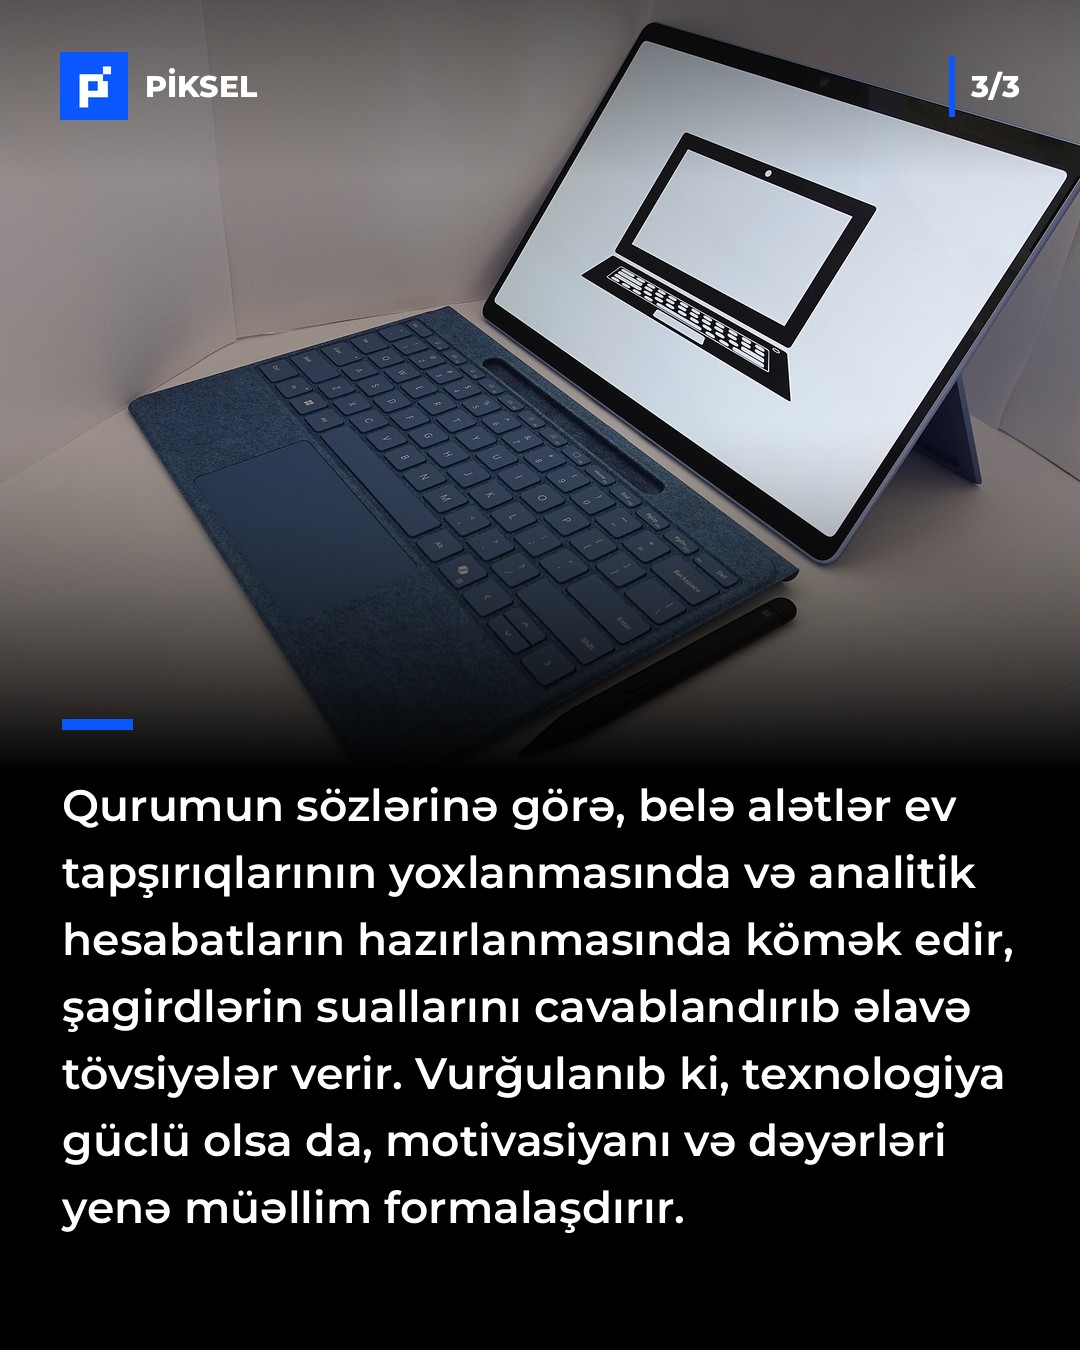 PİKSEL
3/3
Qurumun sözlərinə görə, belə alətlər ev
tapşırıqlarının yoxlanmasında və analitik
hesabatların hazırlanmasında kömək edir,
şagirdlərin suallarını cavablandırıb əlavə
tövsiyələr verir. Vurğulanıb ki, texnologiya
güclü olsa da, motivasiyanı və dəyərləri
yenə müəllim formalaşdırır.